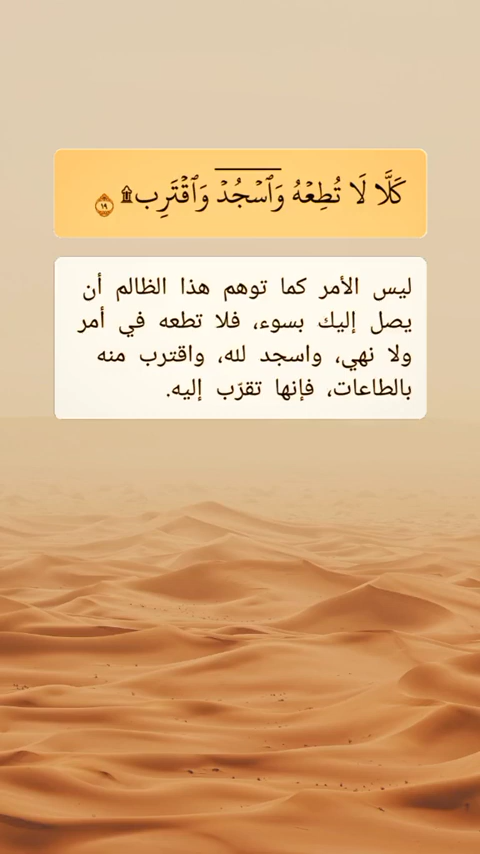 كَلَّا لَا تُطِعۡهُ وَٱسۡجُدۡۤ وَٱقۡتَرِب۩ ١٩
ليس الأمر كما توهم هذا الظالم أن
يصل إليك بسوء، فلا تطعه في أمر
ولا نهي، واسجد لله، واقترب منه
بالطاعات، فإنها تقرّب إليه.